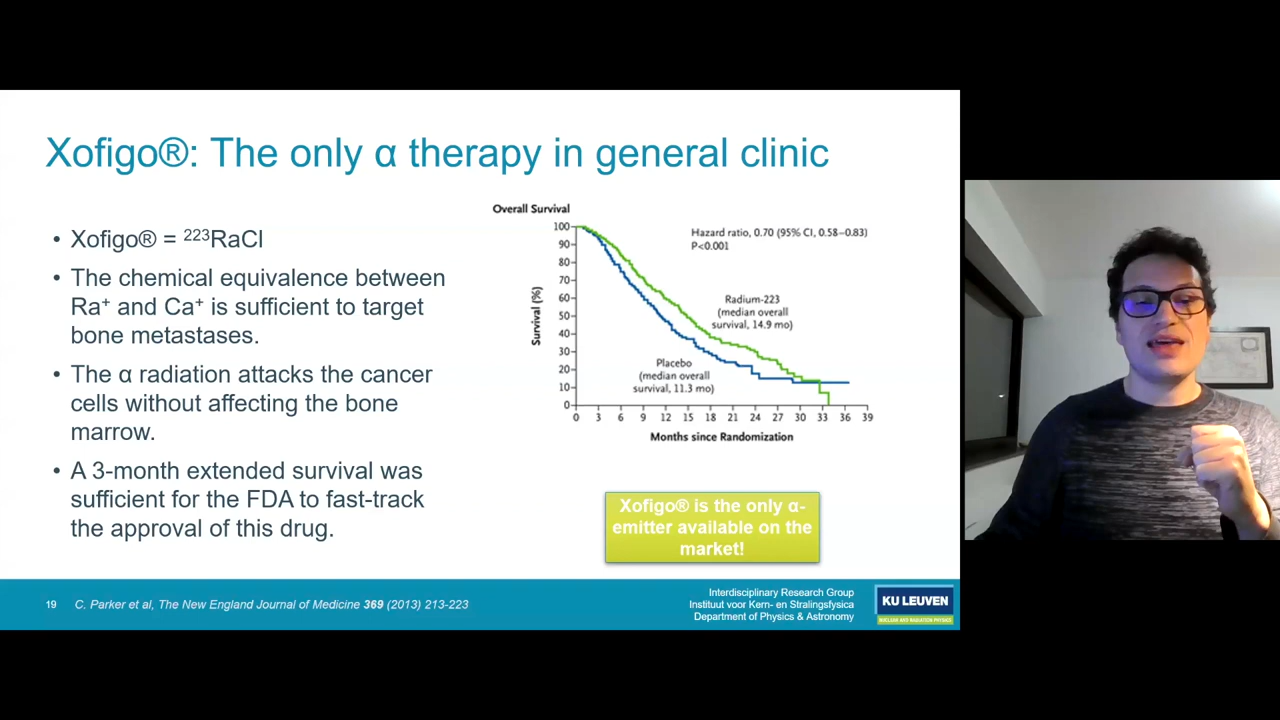 Xofigo®: The only α therapy in general clinic
• Xofigo® = ²²³RaCl
• The chemical equivalence between
Ra⁺ and Ca⁺ is sufficient to target
bone metastases.
• The α radiation attacks the cancer
cells without affecting the bone
marrow.
• A 3-month extended survival was
sufficient for the FDA to fast-track
the approval of this drug.
Overall Survival
Hazard ratio, 0.70 (95% CI, 0.58–0.83)
P<0.001
Survival (%)
100
90
80
70
60
50
40
30
20
10
0
Radium-223
(median overall
survival, 14.9 mo)
Placebo
(median overall
survival, 11.3 mo)
0 3 6 9 12 15 18 21 24 27 30 33 36 39
Months since Randomization
Xofigo® is the only α-
emitter available on the
market!
19 C. Parker et al, The New England Journal of Medicine 369 (2013) 213-223
Interdisciplinary Research Group
Instituut voor Kern- en Stralingsfysica
Department of Physics & Astronomy
KU LEUVEN
NUCLEAR AND RADIATION PHYSICS